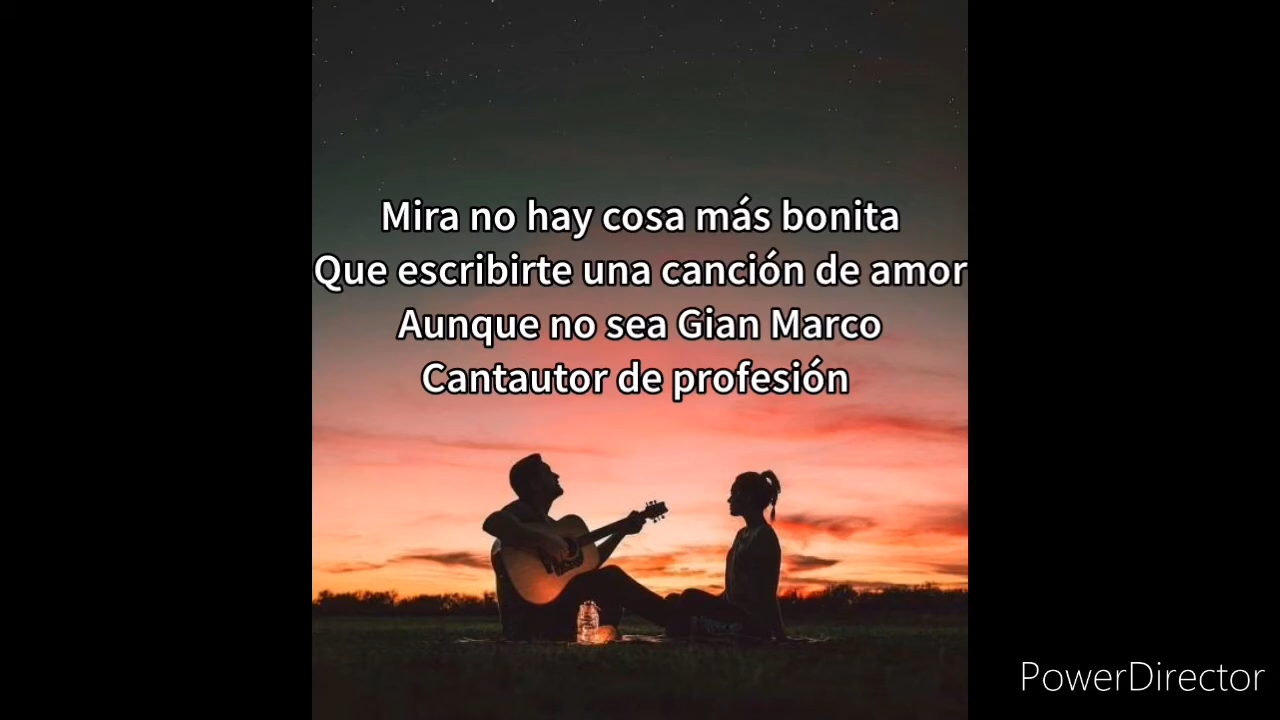 Mira no hay cosa más bonita
Que escribirte una canción de amor
Aunque no sea Gian Marco
Cantautor de profesión
PowerDirector